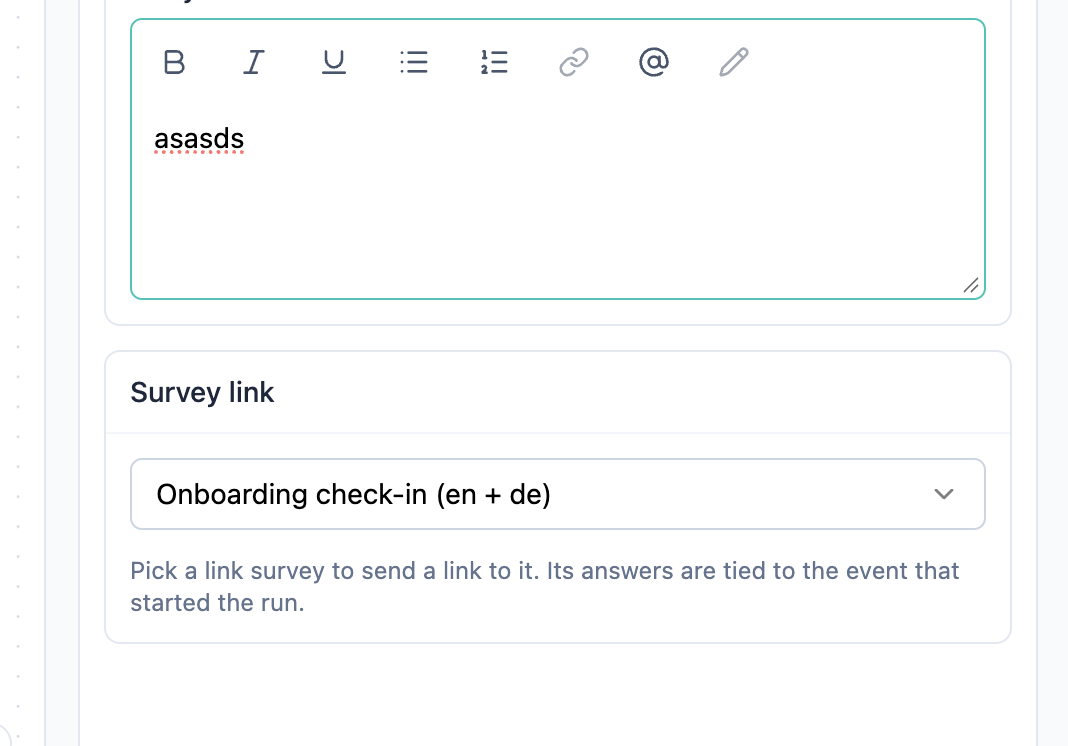 asasds
Survey link
Onboarding check-in (en + de)
Pick a link survey to send a link to it. Its answers are tied to the event that
started the run.